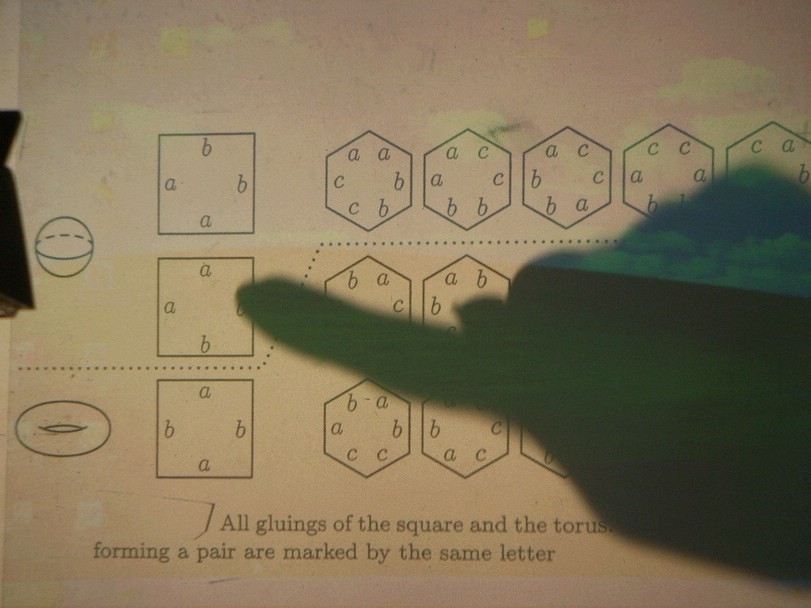 b
a b
a
a a
c b
c b
a c
a c
b b
a c
b c
b a
c c
a a
b
c a
b
a
a
b
b a
c
a b
b
a
b b
a
b a
a b
c c
b c
a c
b
All gluings of the square and the torus.
forming a pair are marked by the same letter